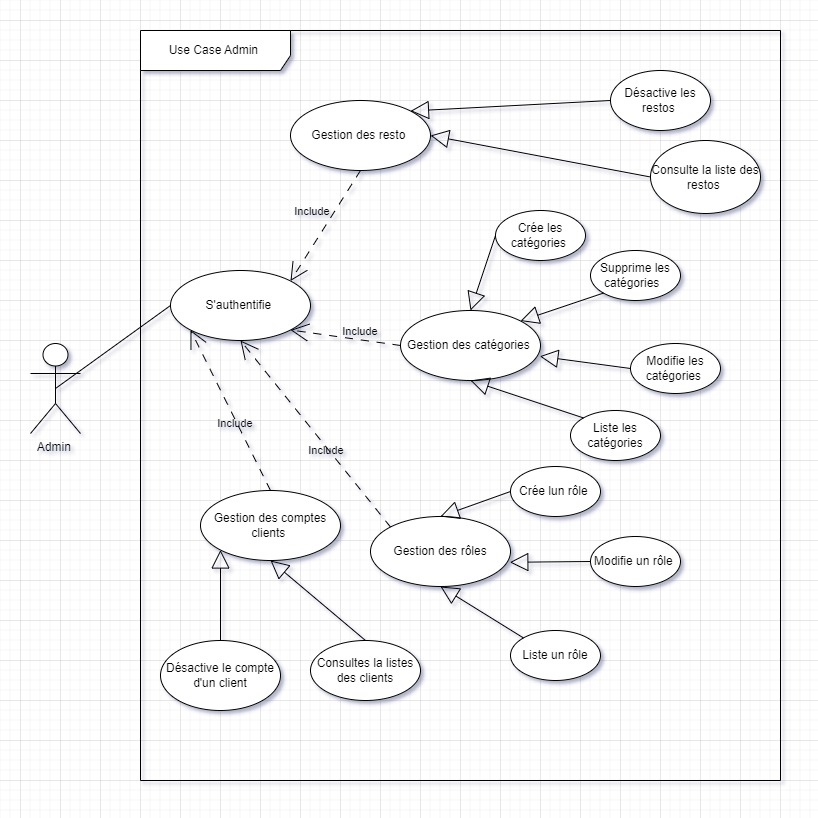 Use Case Admin
Désactive les
restos
Gestion des resto
Consulte la liste des
restos
Include
Crée les
catégories
Supprime les
catégories
S'authentifie
Include
Gestion des catégories
Modifie les
catégories
Admin
Include
Liste les
catégories
Include
Crée lun rôle
Gestion des comptes
clients
Gestion des rôles
Modifie un rôle
Désactive le compte
d'un client
Consultes la listes
des clients
Liste un rôle